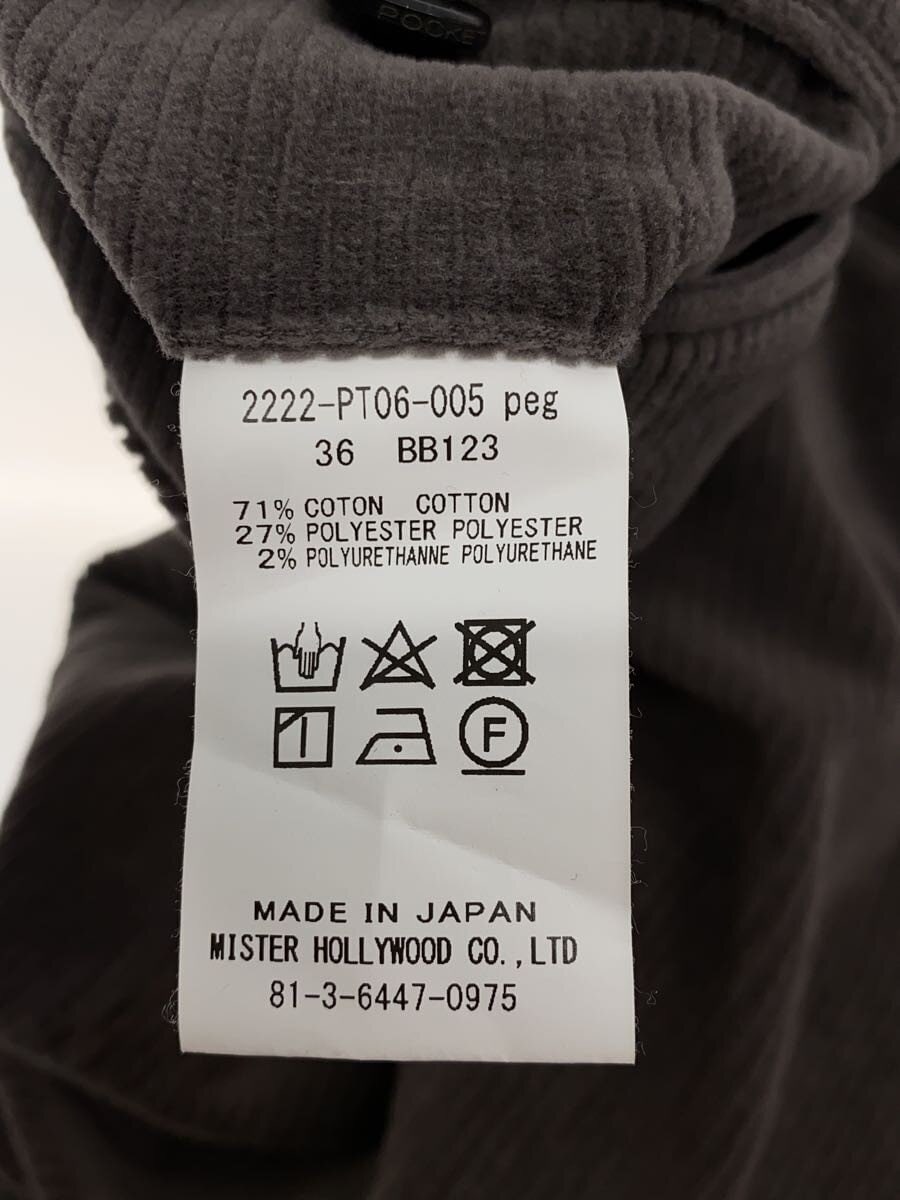 POCKET
2222-PT06-005 peg
36 BB123
71% COTON COTTON
27% POLYESTER POLYESTER
2% POLYURETHANNE POLYURETHANE
F
MADE IN JAPAN
MISTER HOLLYWOOD CO.,LTD
81-3-6447-0975